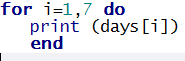 for i=1,7 do
print (days[i])
end